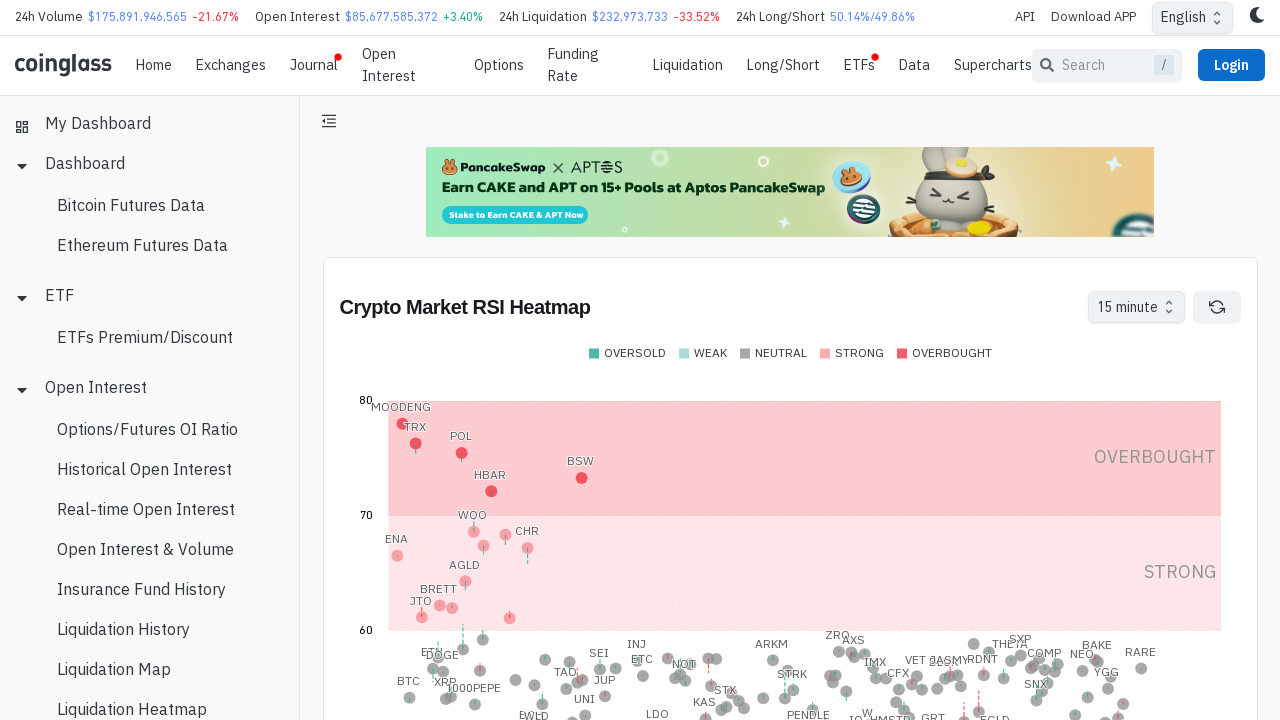 24h Volume $175,891,946,565 -21.67% Open Interest $85,677,585,372 +3.40% 24h Liquidation $232,973,733 -33.52% 24h Long/Short 50.14%/49.86% API Download APP English
coinglass Home Exchanges Journal Open Interest Options Funding Rate Liquidation Long/Short ETFs Data Supercharts Search / Login
My Dashboard
Dashboard
Bitcoin Futures Data
Ethereum Futures Data
ETF
ETFs Premium/Discount
Open Interest
Options/Futures OI Ratio
Historical Open Interest
Real-time Open Interest
Open Interest & Volume
Insurance Fund History
Liquidation History
Liquidation Map
Liquidation Heatmap
PancakeSwap × APTOS
Earn CAKE and APT on 15+ Pools at Aptos PancakeSwap
Stake to Earn CAKE & APT Now
Crypto Market RSI Heatmap
15 minute
OVERSOLD WEAK NEUTRAL STRONG OVERBOUGHT
80
MOODENG
TRX
POL
OVERBOUGHT
BSW
HBAR
70
WOO
CHR
ENA
AGLD
STRONG
BRETT
JTO
60
ZRO
AXS
SXP
INJ
ARKM
BAKE
RARE
SEI
COMP
NEO
DOGE
ETC
NOT
IMX
VET
JASMY
RDNT
TAO
STRK
CFX
YGG
BTC
XRP
JUP
SNX
1000PEPE
STX
UNI
KAS
LDO
PENDLE
WLD
HMSTR
GRT
EGLD